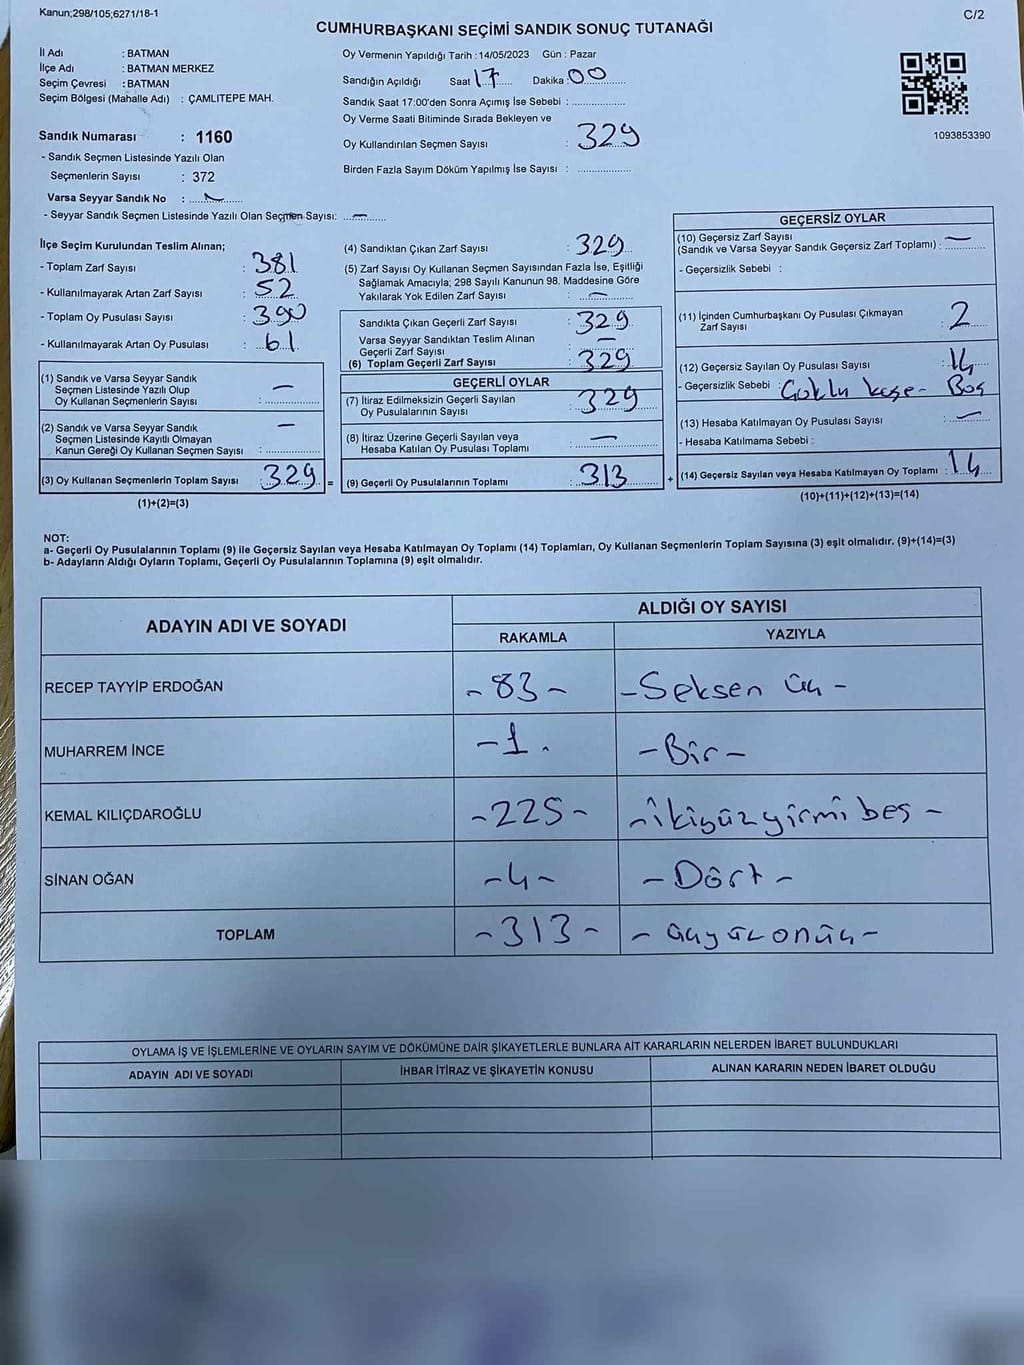 Kanun;298/105;6271/18-1
C/2
CUMHURBAŞKANI SEÇİMİ SANDIK SONUÇ TUTANAĞI
İl Adı : BATMAN
İlçe Adı : BATMAN MERKEZ
Seçim Çevresi : BATMAN
Seçim Bölgesi (Mahalle Adı) : ÇAMLITEPE MAH.
Oy Vermenin Yapıldığı Tarih :14/05/2023 Gün : Pazar
Sandığın Açıldığı Saat 17 Dakika :00
Sandık Saat 17:00'den Sonra Açımış İse Sebebi :
Oy Verme Saati Bitiminde Sırada Bekleyen ve
Oy Kullandırılan Seçmen Sayısı : 329
Birden Fazla Sayım Döküm Yapılmış İse Sayısı :
1093853390
Sandık Numarası : 1160
- Sandık Seçmen Listesinde Yazılı Olan
Seçmenlerin Sayısı : 372
Varsa Seyyar Sandık No : -
- Seyyar Sandık Seçmen Listesinde Yazılı Olan Seçmen Sayısı: -
İlçe Seçim Kurulundan Teslim Alınan;
- Toplam Zarf Sayısı : 381
- Kullanılmayarak Artan Zarf Sayısı : 52
- Toplam Oy Pusulası Sayısı : 390
- Kullanılmayarak Artan Oy Pusulası : 61
(1) Sandık ve Varsa Seyyar Sandık
Seçmen Listesinde Yazılı Olup
Oy Kullanan Seçmenlerin Sayısı : -
(2) Sandık ve Varsa Seyyar Sandık
Seçmen Listesinde Kayıtlı Olmayan
Kanun Gereği Oy Kullanan Seçmen Sayısı : -
(3) Oy Kullanan Seçmenlerin Toplam Sayısı : 329 =
(1)+(2)=(3)
(4) Sandıktan Çıkan Zarf Sayısı : 329
(5) Zarf Sayısı Oy Kullanan Seçmen Sayısından Fazla İse, Eşitliği
Sağlamak Amacıyla; 298 Sayılı Kanunun 98. Maddesine Göre
Yakılarak Yok Edilen Zarf Sayısı : -
Sandıkta Çıkan Geçerli Zarf Sayısı : 329
Varsa Seyyar Sandıktan Teslim Alınan
Geçerli Zarf Sayısı : -
(6) Toplam Geçerli Zarf Sayısı : 329
GEÇERLİ OYLAR
(7) İtiraz Edilmeksizin Geçerli Sayılan
Oy Pusulalarının Sayısı : 329
(8) İtiraz Üzerine Geçerli Sayılan veya
Hesaba Katılan Oy Pusulası Toplamı : -
(9) Geçerli Oy Pusulalarının Toplamı : 313 +
GEÇERSİZ OYLAR
(10) Geçersiz Zarf Sayısı
(Sandık ve Varsa Seyyar Sandık Geçersiz Zarf Toplamı) : -
- Geçersizlik Sebebi :
(11) İçinden Cumhurbaşkanı Oy Pusulası Çıkmayan
Zarf Sayısı : 2
(12) Geçersiz Sayılan Oy Pusulası Sayısı : 14
- Geçersizlik Sebebi : Çoklu kaşe - Boş
(13) Hesaba Katılmayan Oy Pusulası Sayısı : -
- Hesaba Katılmama Sebebi :
(14) Geçersiz Sayılan veya Hesaba Katılmayan Oy Toplamı : 14
(10)+(11)+(12)+(13)=(14)
NOT:
a- Geçerli Oy Pusulalarının Toplamı (9) ile Geçersiz Sayılan veya Hesaba Katılmayan Oy Toplamı (14) Toplamları, Oy Kullanan Seçmenlerin Toplam Sayısına (3) eşit olmalıdır. (9)+(14)=(3)
b- Adayların Aldığı Oyların Toplamı, Geçerli Oy Pusulalarının Toplamına (9) eşit olmalıdır.
ADAYIN ADI VE SOYADI
ALDIĞI OY SAYISI
RAKAMLA YAZIYLA
RECEP TAYYİP ERDOĞAN - 83 - - Seksen üç -
MUHARREM İNCE - 1 . - Bir -
KEMAL KILIÇDAROĞLU - 225 - - ikiyüzyirmibeş -
SİNAN OĞAN - 4 - - Dört -
TOPLAM - 313 - - üçyüzonüç -
OYLAMA İŞ VE İŞLEMLERİNE VE OYLARIN SAYIM VE DÖKÜMÜNE DAİR ŞİKAYETLERLE BUNLARA AİT KARARLARIN NELERDEN İBARET BULUNDUKLARI
ADAYIN ADI VE SOYADI İHBAR İTİRAZ VE ŞİKAYETİN KONUSU ALINAN KARARIN NEDEN İBARET OLDUĞU